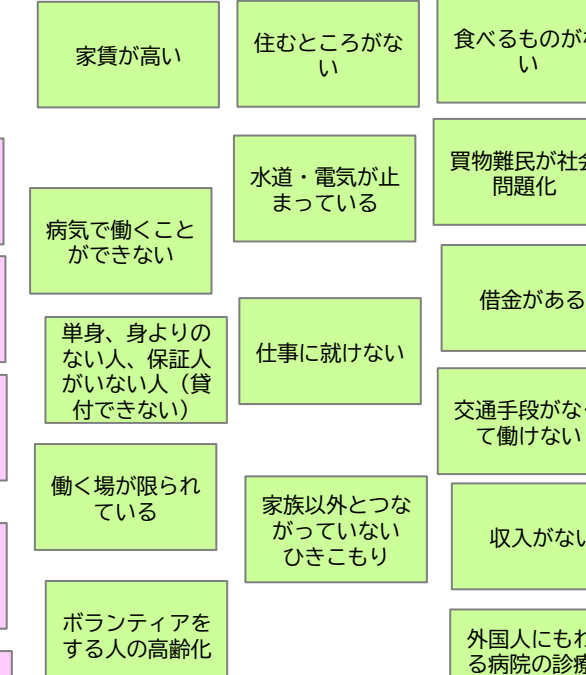 家賃が高い
住むところがな
い
食べるものがな
い
水道・電気が止
まっている
買物難民が社会
問題化
病気で働くこと
ができない
借金がある
単身、身よりの
ない人、保証人
がいない人（貸
付できない）
仕事に就けない
交通手段がなく
て働けない
働く場が限られ
ている
家族以外とつな
がっていない
ひきこもり
収入がない
ボランティアを
する人の高齢化
外国人にもわ
る病院の診療